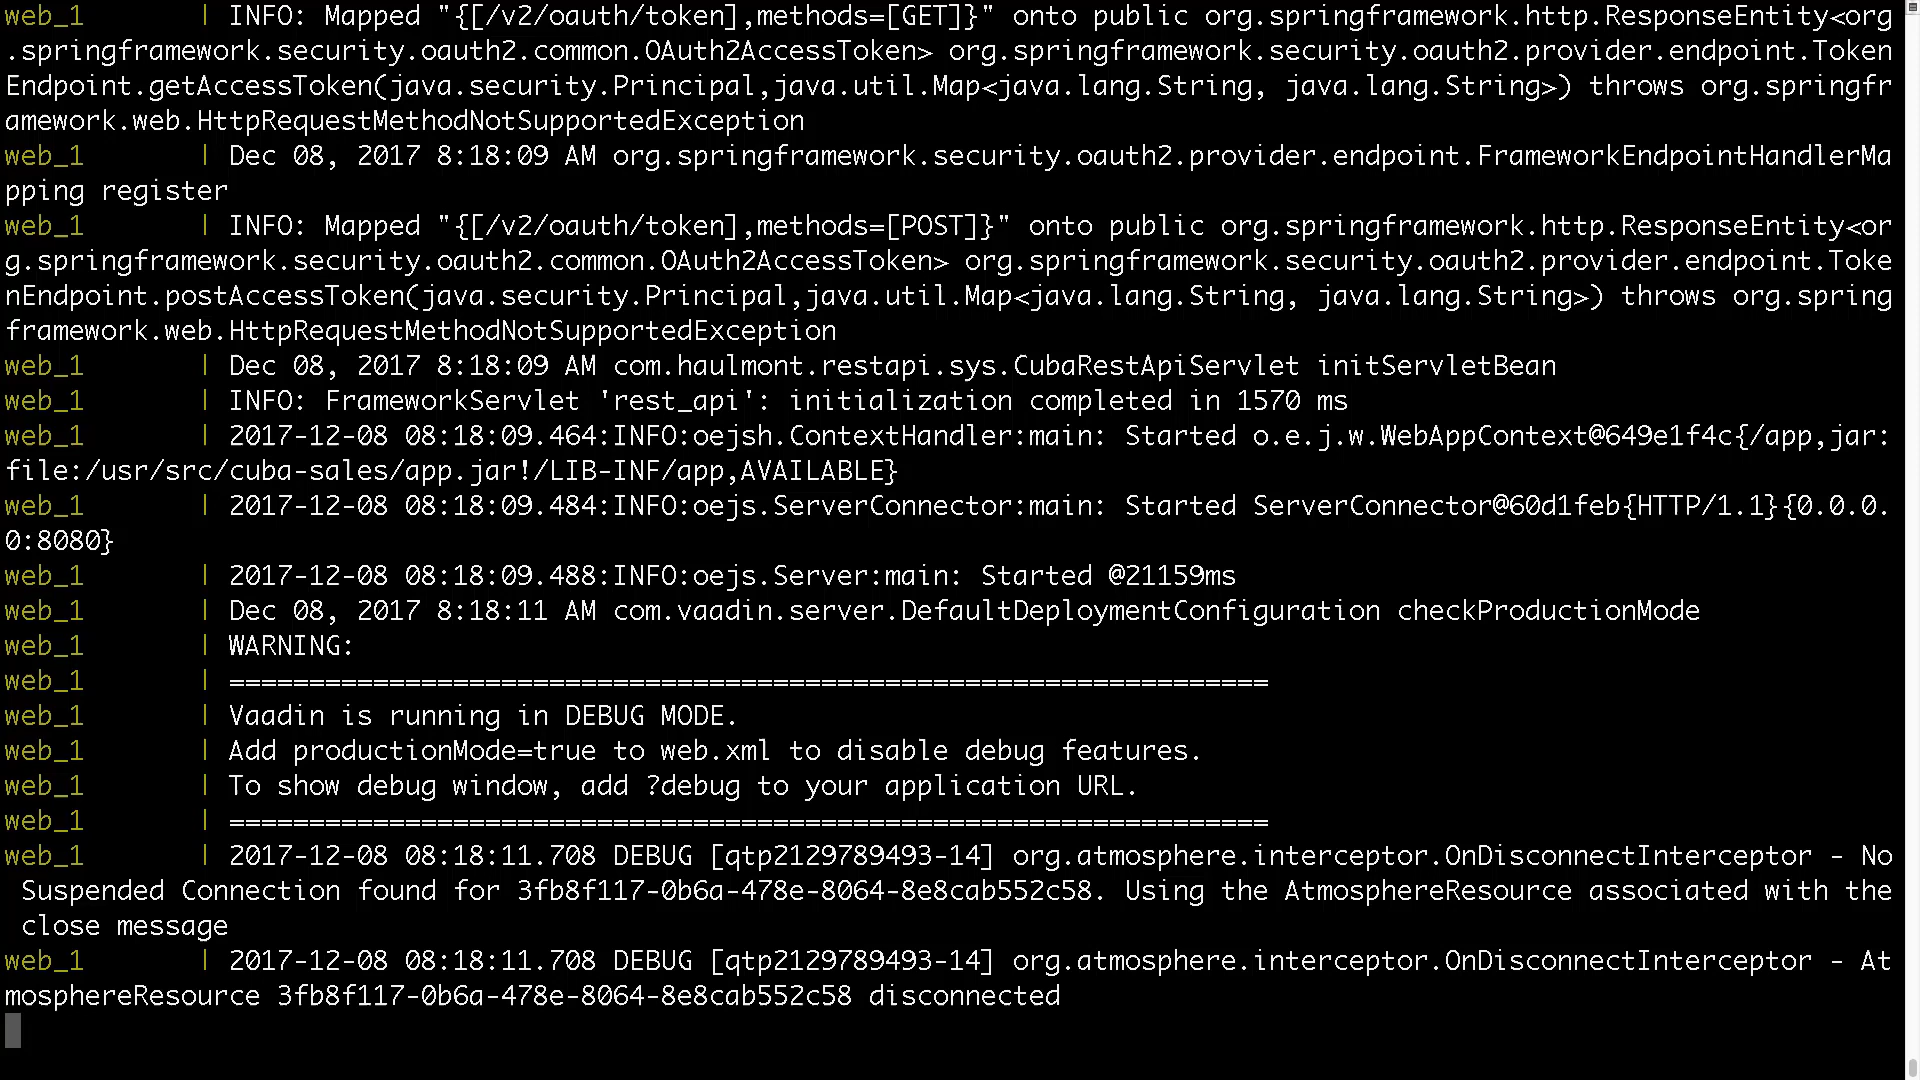 web_1       | INFO: Mapped "{[/v2/oauth/token],methods=[GET]}" onto public org.springframework.http.ResponseEntity<org
.springframework.security.oauth2.common.OAuth2AccessToken> org.springframework.security.oauth2.provider.endpoint.Token
Endpoint.getAccessToken(java.security.Principal,java.util.Map<java.lang.String, java.lang.String>) throws org.springfr
amework.web.HttpRequestMethodNotSupportedException
web_1       | Dec 08, 2017 8:18:09 AM org.springframework.security.oauth2.provider.endpoint.FrameworkEndpointHandlerMa
pping register
web_1       | INFO: Mapped "{[/v2/oauth/token],methods=[POST]}" onto public org.springframework.http.ResponseEntity<or
g.springframework.security.oauth2.common.OAuth2AccessToken> org.springframework.security.oauth2.provider.endpoint.Toke
nEndpoint.postAccessToken(java.security.Principal,java.util.Map<java.lang.String, java.lang.String>) throws org.spring
framework.web.HttpRequestMethodNotSupportedException
web_1       | Dec 08, 2017 8:18:09 AM com.haulmont.restapi.sys.CubaRestApiServlet initServletBean
web_1       | INFO: FrameworkServlet 'rest_api': initialization completed in 1570 ms
web_1       | 2017-12-08 08:18:09.464:INFO:oejsh.ContextHandler:main: Started o.e.j.w.WebAppContext@649e1f4c{/app,jar:
file:/usr/src/cuba-sales/app.jar!/LIB-INF/app,AVAILABLE}
web_1       | 2017-12-08 08:18:09.484:INFO:oejs.ServerConnector:main: Started ServerConnector@60d1feb{HTTP/1.1}{0.0.0.
0:8080}
web_1       | 2017-12-08 08:18:09.488:INFO:oejs.Server:main: Started @21159ms
web_1       | Dec 08, 2017 8:18:11 AM com.vaadin.server.DefaultDeploymentConfiguration checkProductionMode
web_1       | WARNING:
web_1       | =================================================================
web_1       | Vaadin is running in DEBUG MODE.
web_1       | Add productionMode=true to web.xml to disable debug features.
web_1       | To show debug window, add ?debug to your application URL.
web_1       | =================================================================
web_1       | 2017-12-08 08:18:11.708 DEBUG [qtp2129789493-14] org.atmosphere.interceptor.OnDisconnectInterceptor - No
 Suspended Connection found for 3fb8f117-0b6a-478e-8064-8e8cab552c58. Using the AtmosphereResource associated with the
 close message
web_1       | 2017-12-08 08:18:11.708 DEBUG [qtp2129789493-14] org.atmosphere.interceptor.OnDisconnectInterceptor - At
mosphereResource 3fb8f117-0b6a-478e-8064-8e8cab552c58 disconnected